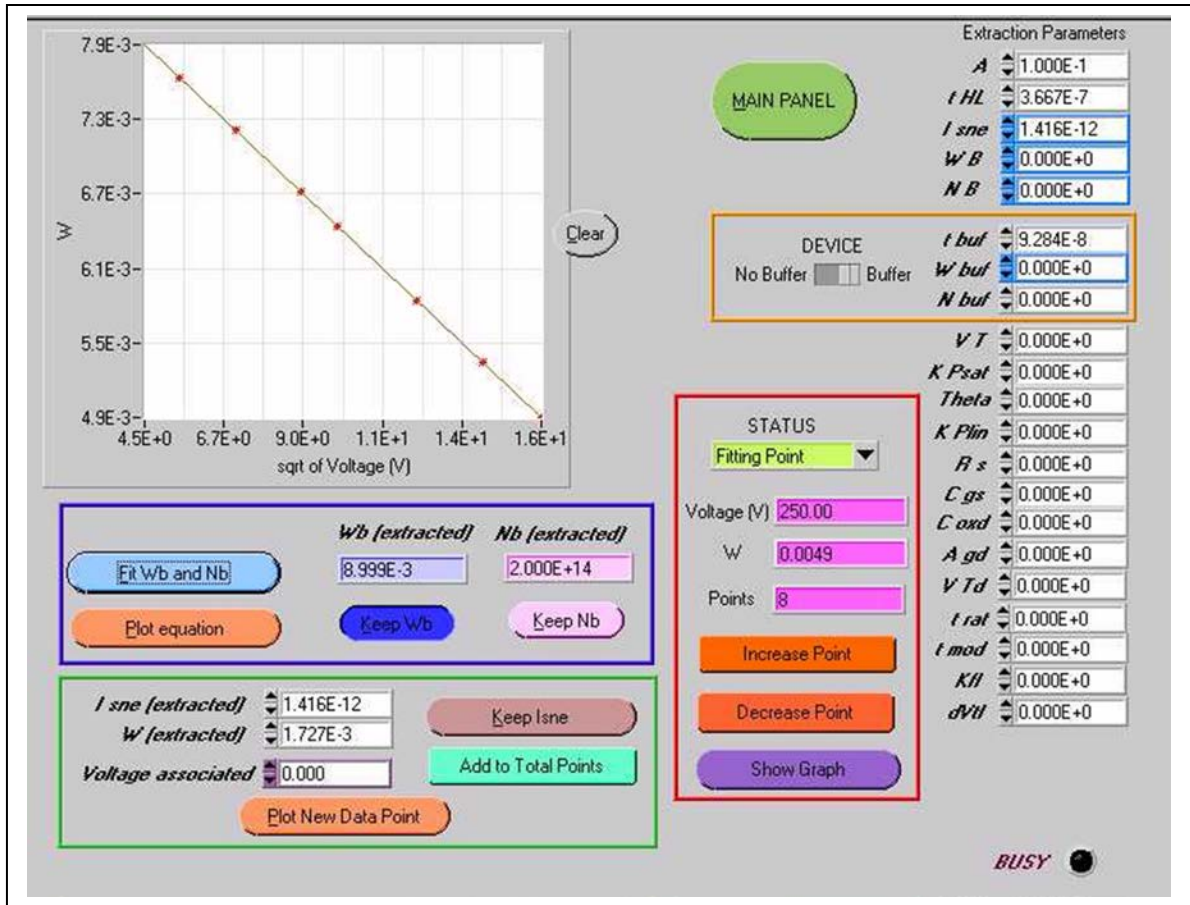 7.9E-3
7.3E-3
6.7E-3
6.1E-3
5.5E-3
4.9E-3
W
4.5E+0 6.7E+0 9.0E+0 1.1E+1 1.4E+1 1.6E+1
sqrt of Voltage (V)
Clear
MAIN PANEL
Extraction Parameters
A 1.000E-1
t HL 3.667E-7
I sne 1.416E-12
W B 0.000E+0
N B 0.000E+0
DEVICE
No Buffer Buffer
t buf 9.284E-8
W buf 0.000E+0
N buf 0.000E+0
V T 0.000E+0
K Psat 0.000E+0
Theta 0.000E+0
K Plin 0.000E+0
R s 0.000E+0
C gs 0.000E+0
C oxd 0.000E+0
A gd 0.000E+0
V Td 0.000E+0
t rat 0.000E+0
t mod 0.000E+0
Kfl 0.000E+0
dVtl 0.000E+0
STATUS
Fitting Point
Voltage (V) 250.00
W 0.0049
Points 8
Increase Point
Decrease Point
Show Graph
Wb (extracted) Nb (extracted)
Fit Wb and Nb 8.999E-3 2.000E+14
Plot equation Keep Wb Keep Nb
I sne (extracted) 1.416E-12
W (extracted) 1.727E-3
Voltage associated 0.000
Keep Isne
Add to Total Points
Plot New Data Point
BUSY